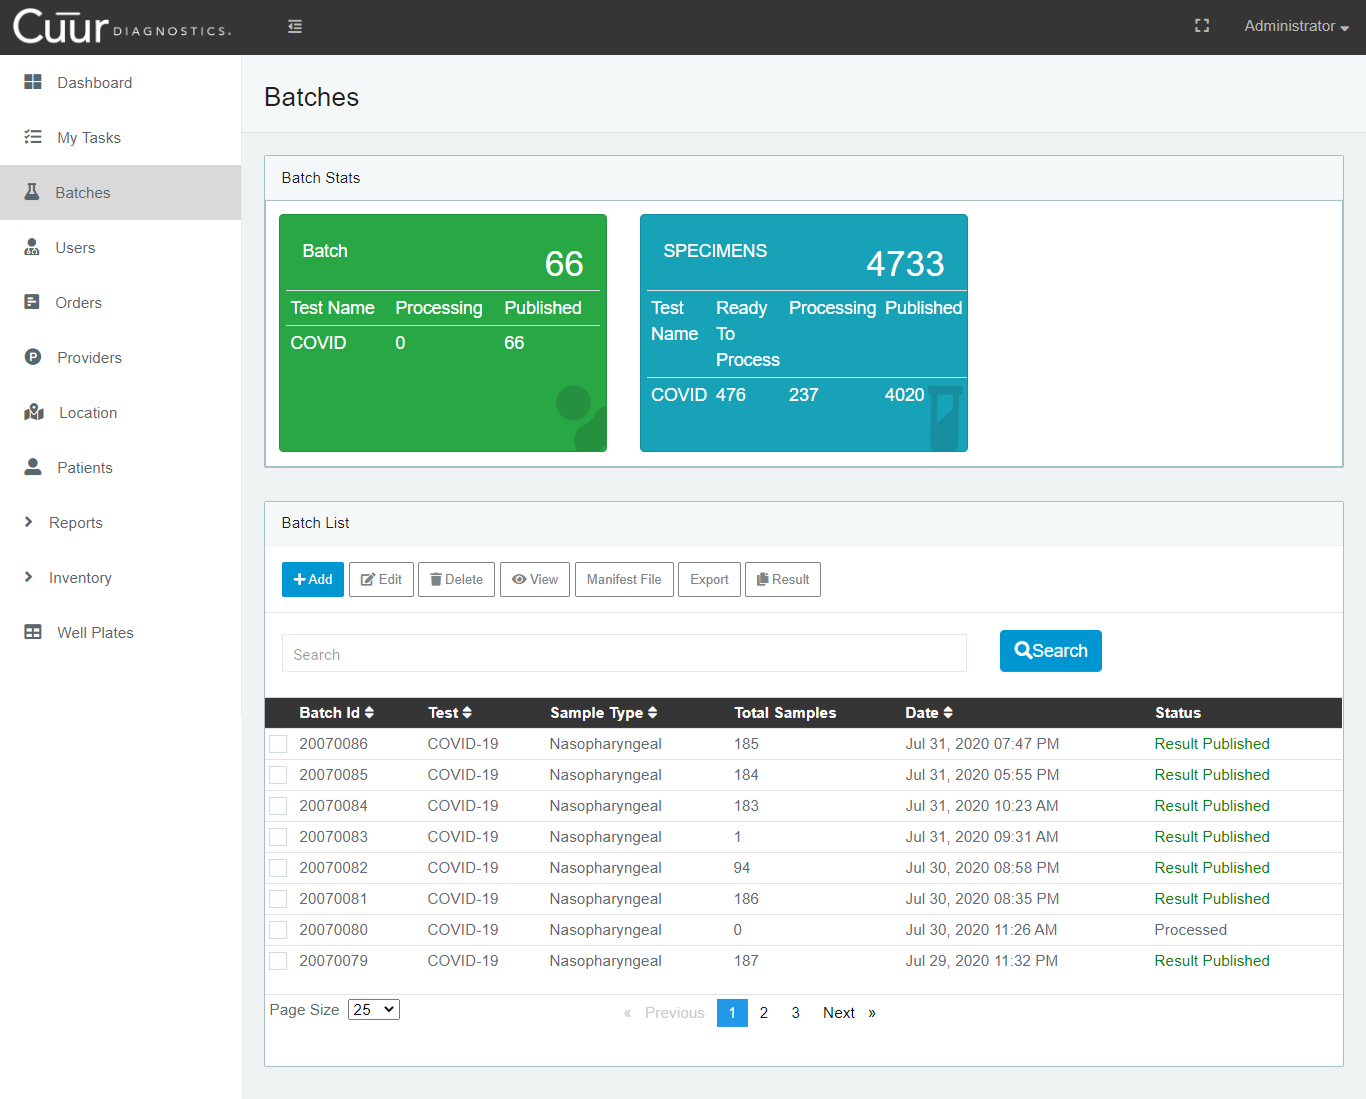 Cūur DIAGNOSTICS.
Administrator
Dashboard
My Tasks
Batches
Users
Orders
Providers
Location
Patients
Reports
Inventory
Well Plates
Batches
Batch Stats
Batch 66
Test Name Processing Published
COVID 0 66
SPECIMENS 4733
Test Name Ready To Process Processing Published
COVID 476 237 4020
Batch List
Add Edit Delete View Manifest File Export Result
Search Search
Batch Id Test Sample Type Total Samples Date Status
20070086 COVID-19 Nasopharyngeal 185 Jul 31, 2020 07:47 PM Result Published
20070085 COVID-19 Nasopharyngeal 184 Jul 31, 2020 05:55 PM Result Published
20070084 COVID-19 Nasopharyngeal 183 Jul 31, 2020 10:23 AM Result Published
20070083 COVID-19 Nasopharyngeal 1 Jul 31, 2020 09:31 AM Result Published
20070082 COVID-19 Nasopharyngeal 94 Jul 30, 2020 08:58 PM Result Published
20070081 COVID-19 Nasopharyngeal 186 Jul 30, 2020 08:35 PM Result Published
20070080 COVID-19 Nasopharyngeal 0 Jul 30, 2020 11:26 AM Processed
20070079 COVID-19 Nasopharyngeal 187 Jul 29, 2020 11:32 PM Result Published
Page Size 25 « Previous 1 2 3 Next »